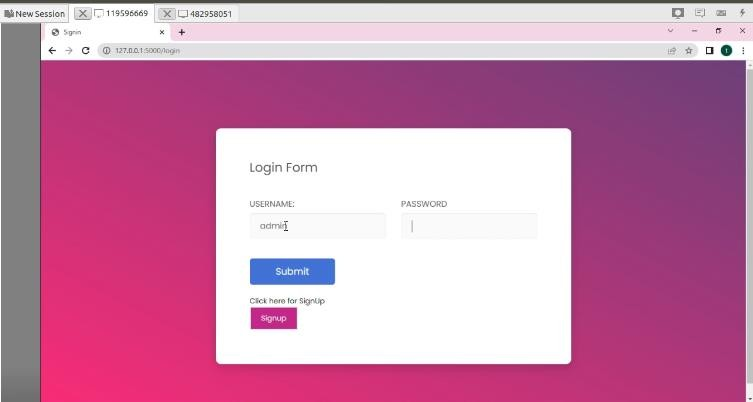 New Session
119596669
482958051
Signin
127.0.0.1:5000/login
Login Form
USERNAME:
PASSWORD
admin
Submit
Click here for SignUp
Signup